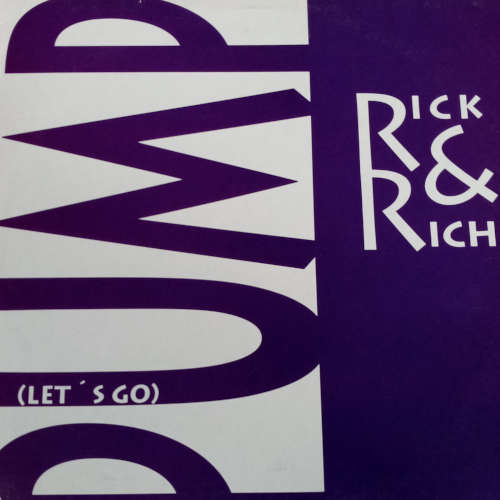 PUMP
(LET´S GO)
RICK
&
RICH